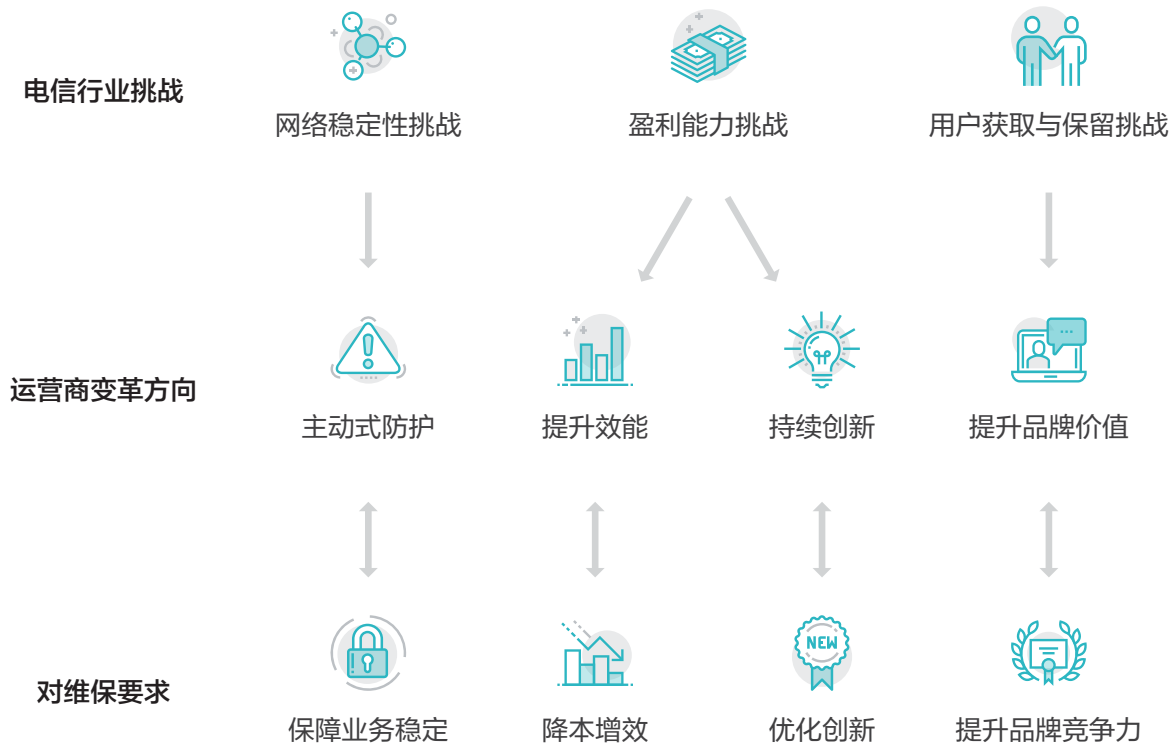 电信行业挑战
网络稳定性挑战
盈利能力挑战
用户获取与保留挑战
运营商变革方向
主动式防护
提升效能
持续创新
提升品牌价值
对维保要求
NEW
保障业务稳定
降本增效
优化创新
提升品牌竞争力